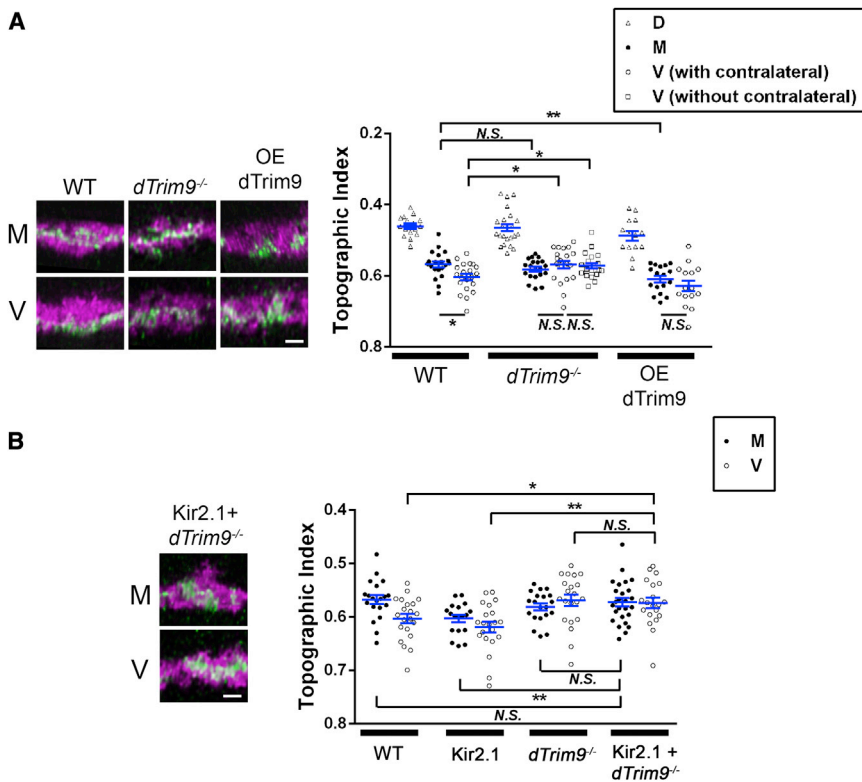 A
D
M
V (with contralateral)
V (without contralateral)
WT
dTrim9-/-
OE
dTrim9
M
V
Topographic Index
0.2
0.4
0.6
0.8
**
N.S.
*
*
*
N.S.
N.S.
N.S.
WT
dTrim9-/-
OE
dTrim9
B
M
V
Kir2.1+
dTrim9-/-
M
V
Topographic Index
0.4
0.5
0.6
0.7
0.8
*
**
N.S.
N.S.
**
N.S.
WT
Kir2.1
dTrim9-/-
Kir2.1 +
dTrim9-/-